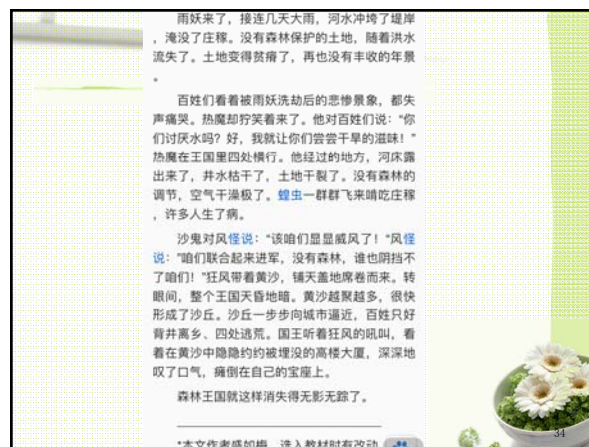 雨妖来了，接连几天大雨，河水冲垮了堤岸
，淹没了庄稼。没有森林保护的土地，随着洪水
流失了。土地变得贫瘠了，再也没有丰收的年景
。
百姓们看着被雨妖洗劫后的悲惨景象，都失
声痛哭。热魔却狞笑着来了。他对百姓们说：“你
们讨厌水吗？好，我就让你们尝尝干旱的滋味！”
热魔在王国里四处横行。他经过的地方，河床露
出来了，井水枯干了，土地干裂了。没有森林的
调节，空气干燥极了。蝗虫一群群飞来啃吃庄稼
，许多人生了病。
沙鬼对风怪说：“该咱们显显威风了！”风怪
说：“咱们联合起来进军，没有森林，谁也阴挡不
了咱们！”狂风带着黄沙，铺天盖地席卷而来。转
眼间，整个王国天昏地暗。黄沙越聚越多，很快
形成了沙丘。沙丘一步步向城市逼近，百姓只好
背井离乡、四处逃荒。国王听着狂风的吼叫，看
着在黄沙中隐隐约约被埋没的高楼大厦，深深地
叹了口气，瘫倒在自己的宝座上。
森林王国就这样消失得无影无踪了。
*本文作者盛如梅，选入教材时有改动
34